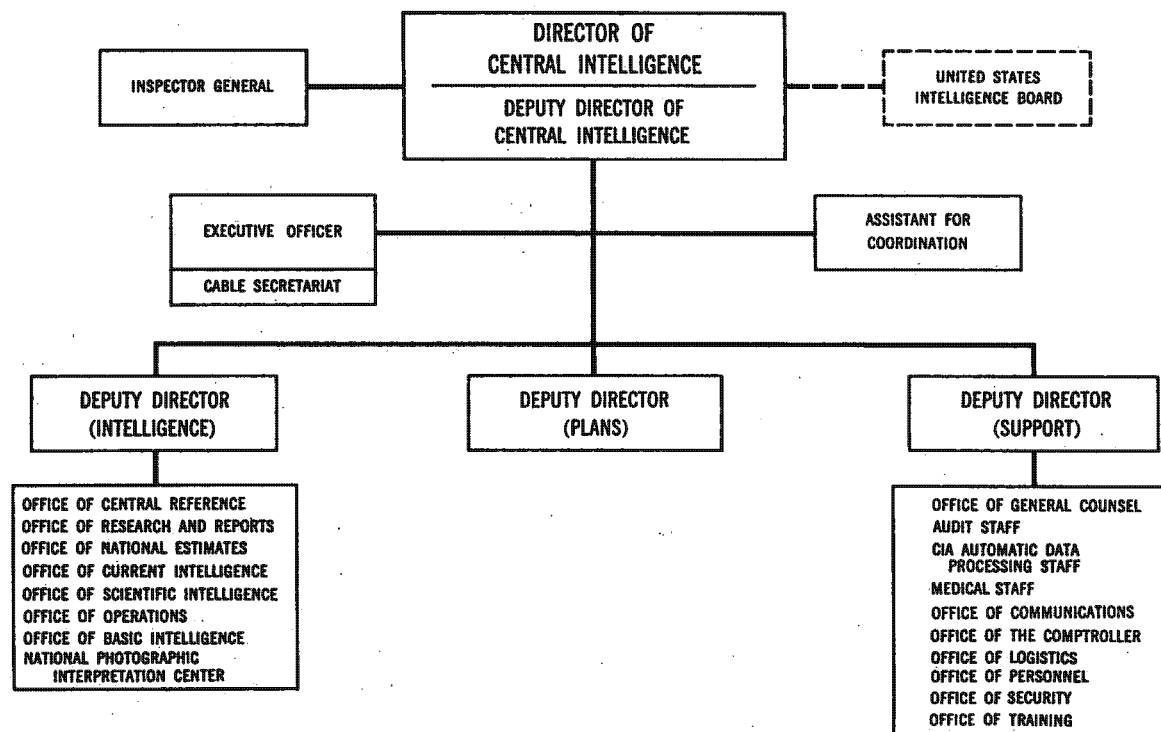 DIRECTOR OF
CENTRAL INTELLIGENCE
DEPUTY DIRECTOR OF
CENTRAL INTELLIGENCE
INSPECTOR GENERAL
UNITED STATES
INTELLIGENCE BOARD
EXECUTIVE OFFICER
CABLE SECRETARIAT
ASSISTANT FOR
COORDINATION
DEPUTY DIRECTOR
(INTELLIGENCE)
DEPUTY DIRECTOR
(PLANS)
DEPUTY DIRECTOR
(SUPPORT)
OFFICE OF CENTRAL REFERENCE
OFFICE OF RESEARCH AND REPORTS
OFFICE OF NATIONAL ESTIMATES
OFFICE OF CURRENT INTELLIGENCE
OFFICE OF SCIENTIFIC INTELLIGENCE
OFFICE OF OPERATIONS
OFFICE OF BASIC INTELLIGENCE
NATIONAL PHOTOGRAPHIC
INTERPRETATION CENTER
OFFICE OF GENERAL COUNSEL
AUDIT STAFF
CIA AUTOMATIC DATA
PROCESSING STAFF
MEDICAL STAFF
OFFICE OF COMMUNICATIONS
OFFICE OF THE COMPTROLLER
OFFICE OF LOGISTICS
OFFICE OF PERSONNEL
OFFICE OF SECURITY
OFFICE OF TRAINING